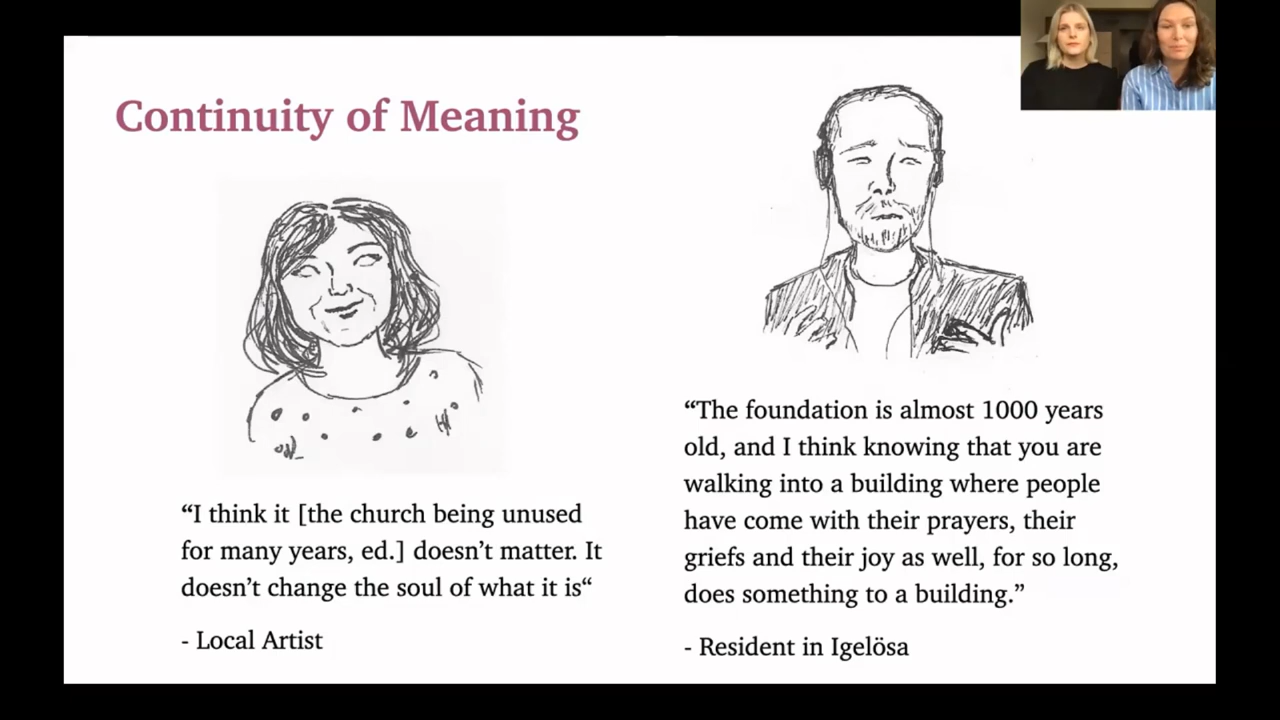 Continuity of Meaning
“I think it [the church being unused
for many years, ed.] doesn’t matter. It
doesn’t change the soul of what it is“
- Local Artist
“The foundation is almost 1000 years
old, and I think knowing that you are
walking into a building where people
have come with their prayers, their
griefs and their joy as well, for so long,
does something to a building.”
- Resident in Igelösa